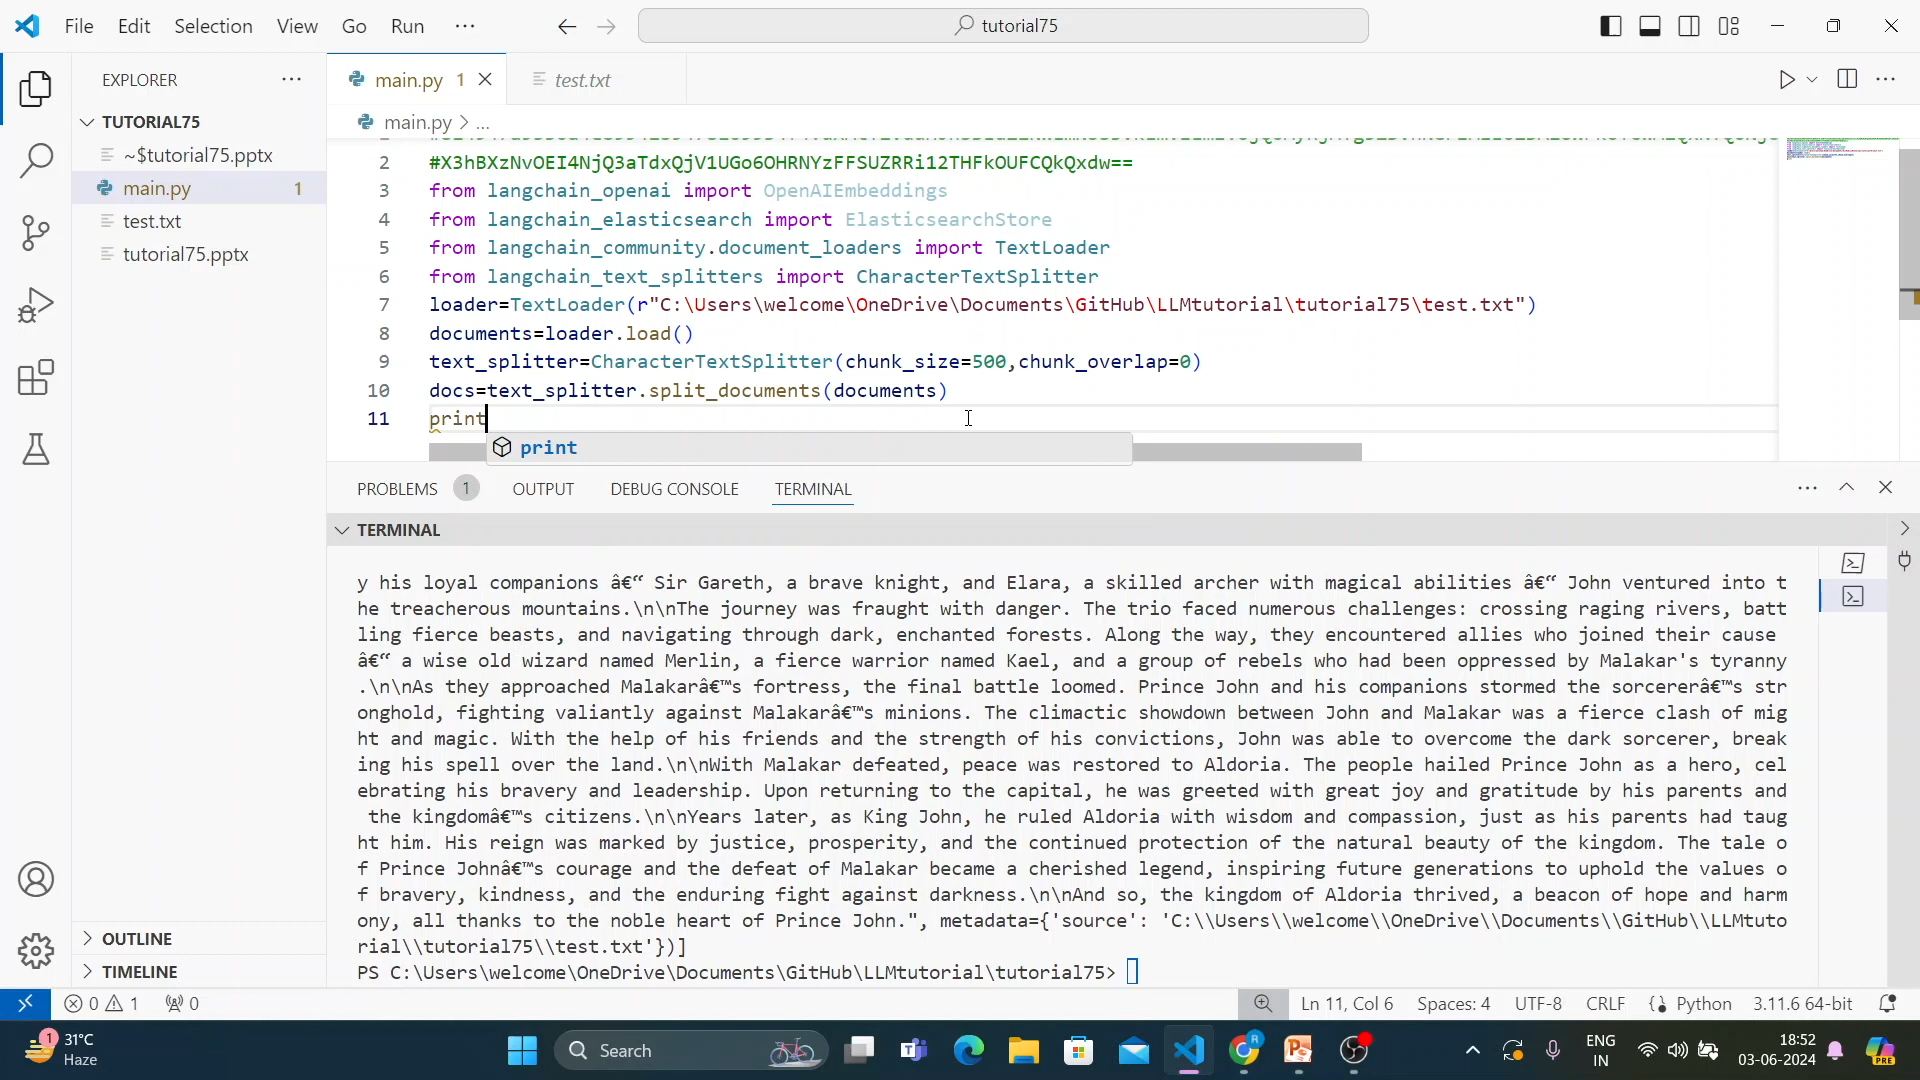 File Edit Selection View Go Run ...
tutorial75
EXPLORER
main.py 1
test.txt
TUTORIAL75
main.py > ...
~$tutorial75.pptx
main.py 1
test.txt
tutorial75.pptx
2 #X3hBXzNvOEI4NjQ3aTdxQjV1UGo6OHRNYzFFSUZRRi12THFkOUFCQkQxdw==
3 from langchain_openai import OpenAIEmbeddings
4 from langchain_elasticsearch import ElasticsearchStore
5 from langchain_community.document_loaders import TextLoader
6 from langchain_text_splitters import CharacterTextSplitter
7 loader=TextLoader(r"C:\Users\welcome\OneDrive\Documents\GitHub\LLMtutorial\tutorial75\test.txt")
8 documents=loader.load()
9 text_splitter=CharacterTextSplitter(chunk_size=500,chunk_overlap=0)
10 docs=text_splitter.split_documents(documents)
11 print
print
PROBLEMS 1 OUTPUT DEBUG CONSOLE TERMINAL
TERMINAL
y his loyal companions â€“ Sir Gareth, a brave knight, and Elara, a skilled archer with magical abilities â€“ John ventured into t
he treacherous mountains.\n\nThe journey was fraught with danger. The trio faced numerous challenges: crossing raging rivers, batt
ling fierce beasts, and navigating through dark, enchanted forests. Along the way, they encountered allies who joined their cause
â€“ a wise old wizard named Merlin, a fierce warrior named Kael, and a group of rebels who had been oppressed by Malakar's tyranny
.\n\nAs they approached Malakarâ€™s fortress, the final battle loomed. Prince John and his companions stormed the sorcererâ€™s str
onghold, fighting valiantly against Malakarâ€™s minions. The climactic showdown between John and Malakar was a fierce clash of mig
ht and magic. With the help of his friends and the strength of his convictions, John was able to overcome the dark sorcerer, break
ing his spell over the land.\n\nWith Malakar defeated, peace was restored to Aldoria. The people hailed Prince John as a hero, cel
ebrating his bravery and leadership. Upon returning to the capital, he was greeted with great joy and gratitude by his parents and
the kingdomâ€™s citizens.\n\nYears later, as King John, he ruled Aldoria with wisdom and compassion, just as his parents had taug
ht him. His reign was marked by justice, prosperity, and the continued protection of the natural beauty of the kingdom. The tale o
f Prince Johnâ€™s courage and the defeat of Malakar became a cherished legend, inspiring future generations to uphold the values o
f bravery, kindness, and the enduring fight against darkness.\n\nAnd so, the kingdom of Aldoria thrived, a beacon of hope and harm
ony, all thanks to the noble heart of Prince John.", metadata={'source': 'C:\\Users\\welcome\\OneDrive\\Documents\\GitHub\\LLMtuto
rial\\tutorial75\\test.txt'})]
PS C:\Users\welcome\OneDrive\Documents\GitHub\LLMtutorial\tutorial75>
OUTLINE
TIMELINE
0 1 0
Ln 11, Col 6 Spaces: 4 UTF-8 CRLF Python 3.11.6 64-bit
1 31°C
Haze
Search
ENG
IN
18:52
03-06-2024
PRE